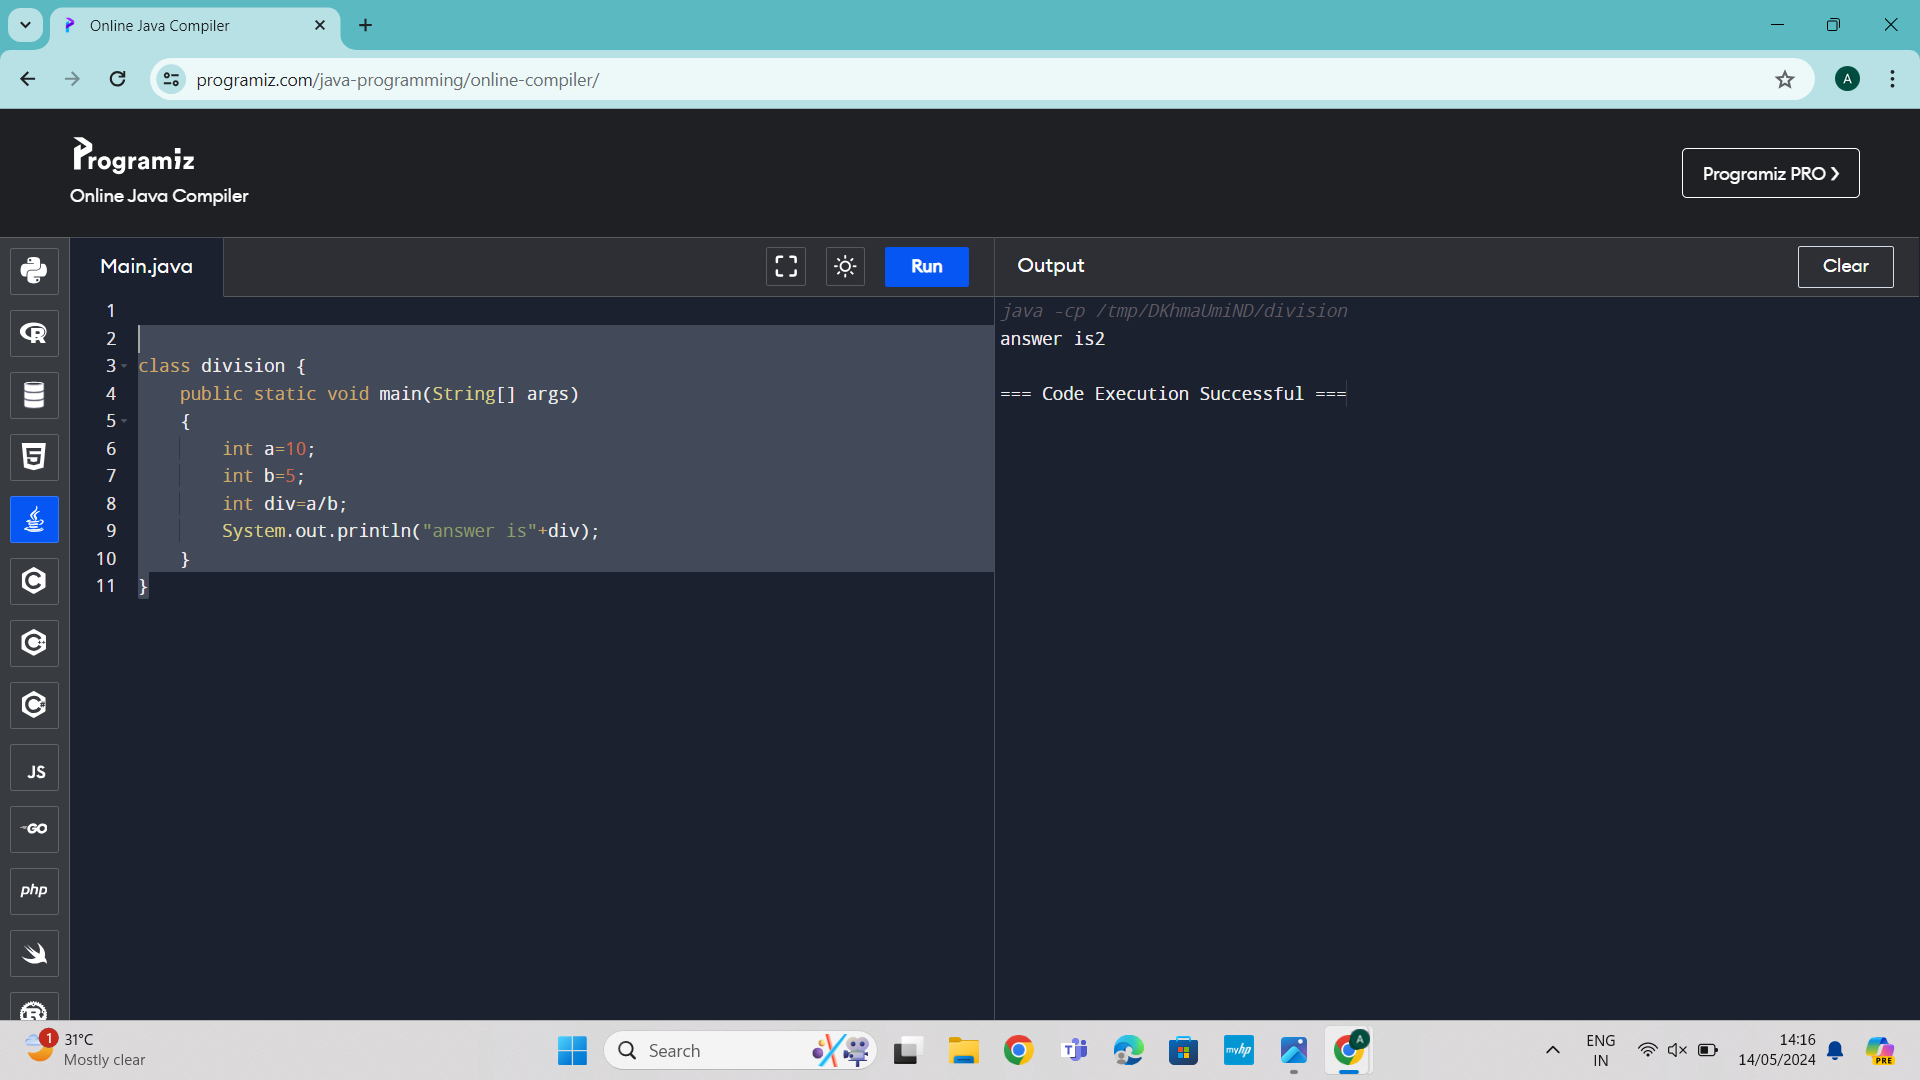 Online Java Compiler
programiz.com/java-programming/online-compiler/
A
Programiz
Online Java Compiler
Programiz PRO ❯
Main.java
Run
Output
Clear
1
2
3 class division {
4     public static void main(String[] args)
5     {
6         int a=10;
7         int b=5;
8         int div=a/b;
9         System.out.println("answer is"+div);
10     }
11 }
java -cp /tmp/DKhmaUmiND/division
answer is2
=== Code Execution Successful ===
R
C
C
C
JS
GO
php
R
1
31°C
Mostly clear
Search
T
myhp
A
ENG
IN
14:16
14/05/2024
PRE